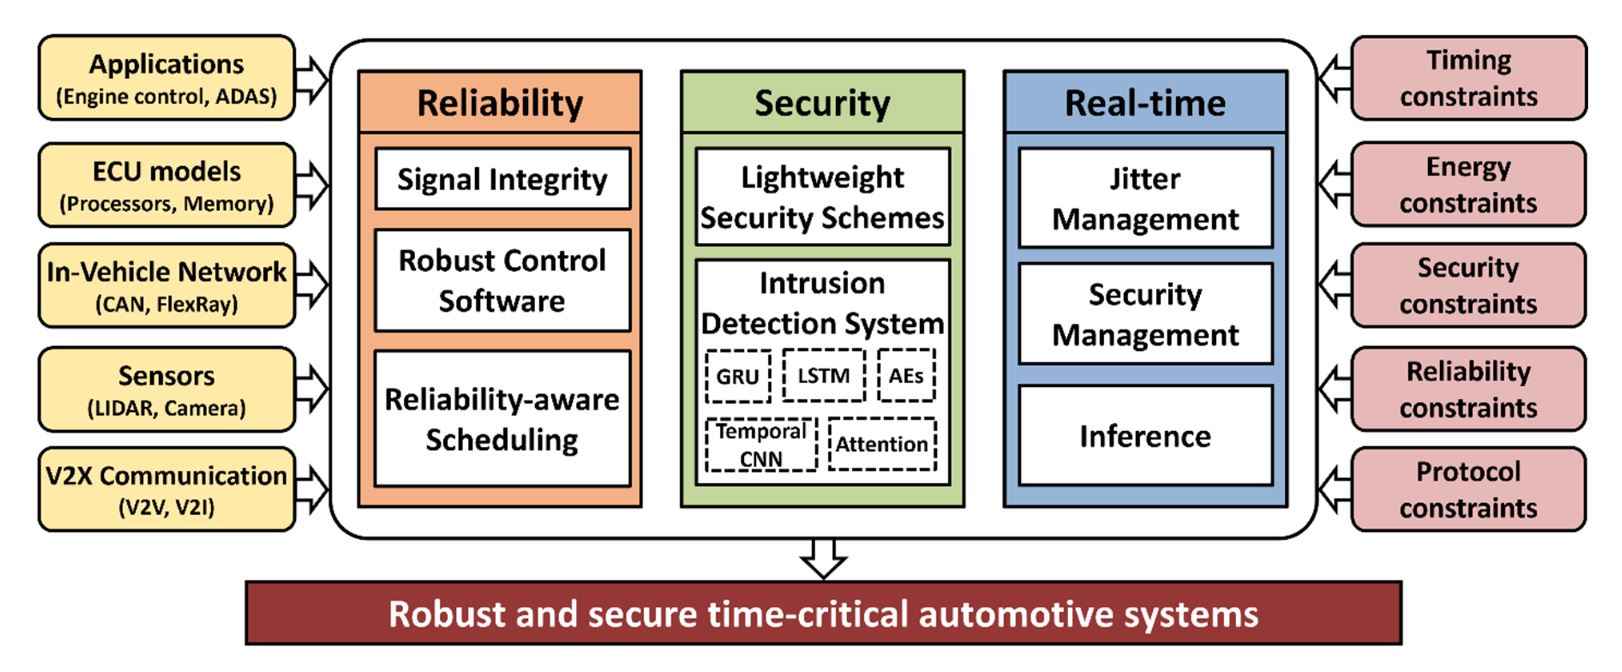 Applications
(Engine control, ADAS)
ECU models
(Processors, Memory)
In-Vehicle Network
(CAN, FlexRay)
Sensors
(LIDAR, Camera)
V2X Communication
(V2V, V2I)
Reliability
Signal Integrity
Robust Control
Software
Reliability-aware
Scheduling
Security
Lightweight
Security Schemes
Intrusion
Detection System
GRU
LSTM
AEs
Temporal
CNN
Attention
Real-time
Jitter
Management
Security
Management
Inference
Timing
constraints
Energy
constraints
Security
constraints
Reliability
constraints
Protocol
constraints
Robust and secure time-critical automotive systems